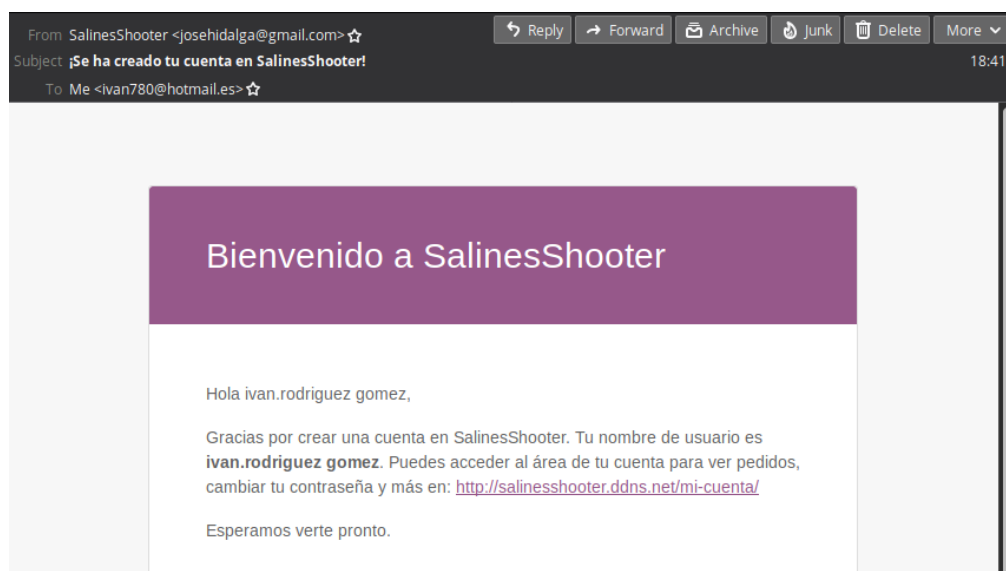 From SalinesShooter <josehidalga@gmail.com>
Reply Forward Archive Junk Delete More
Subject ¡Se ha creado tu cuenta en SalinesShooter! 18:41
To Me <ivan780@hotmail.es>
Bienvenido a SalinesShooter
Hola ivan.rodriguez gomez,
Gracias por crear una cuenta en SalinesShooter. Tu nombre de usuario es
ivan.rodriguez gomez. Puedes acceder al área de tu cuenta para ver pedidos,
cambiar tu contraseña y más en: http://salinesshooter.ddns.net/mi-cuenta/
Esperamos verte pronto.